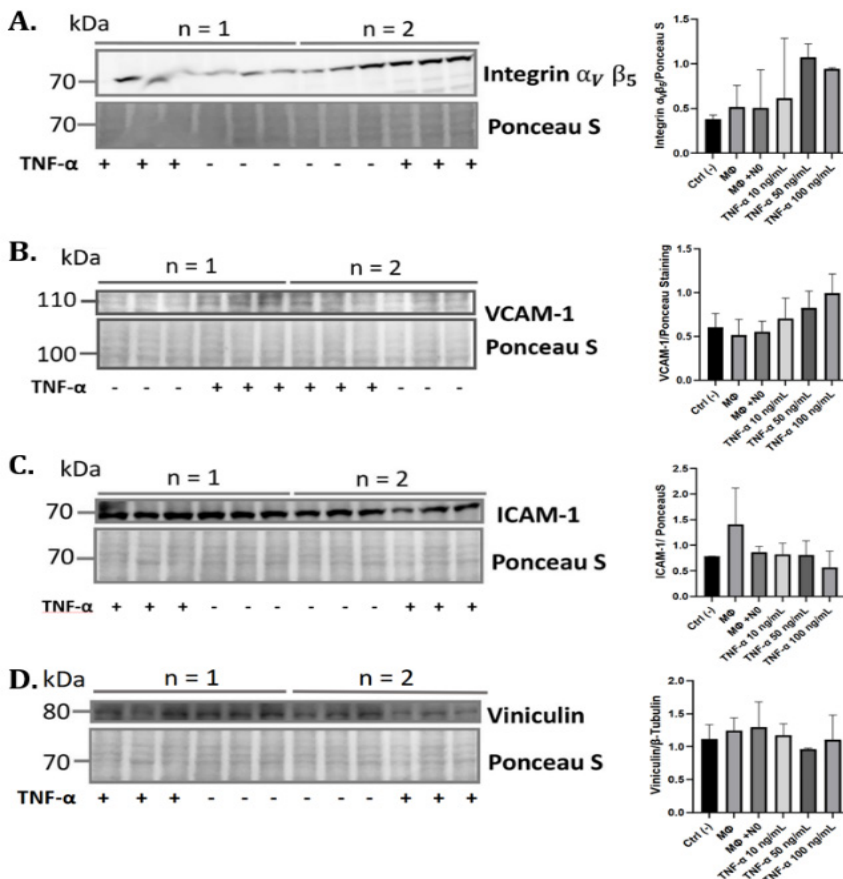 A.
kDa
n = 1
n = 2
70
Integrin αV β5
70
Ponceau S
TNF-α + + + - - - - - - + + +
Integrin αVβ5/Ponceau S
1.5
1.0
0.5
0.0
Ctrl (-)
MΦ
MΦ +N0
TNF-α 10 ng/mL
TNF-α 50 ng/mL
TNF-α 100 ng/mL
B.
kDa
n = 1
n = 2
110
VCAM-1
100
Ponceau S
TNF-α - - - + + + + + + - - -
VCAM-1/Ponceau Staining
1.5
1.0
0.5
0.0
Ctrl (-)
MΦ
MΦ +N0
TNF-α 10 ng/mL
TNF-α 50 ng/mL
TNF-α 100 ng/mL
C.
kDa
n = 1
n = 2
70
ICAM-1
70
Ponceau S
TNF-α + + + - - - - - - + + +
ICAM-1/ PonceauS
2.5
2.0
1.5
1.0
0.5
0.0
Ctrl (-)
MΦ
MΦ +N0
TNF-α 10 ng/mL
TNF-α 50 ng/mL
TNF-α 100 ng/mL
D.
kDa
n = 1
n = 2
80
Viniculin
70
Ponceau S
TNF-α + + + - - - - - - + + +
Viniculin/β-Tubulin
2.0
1.5
1.0
0.5
0.0
Ctrl (-)
MΦ
MΦ +N0
TNF-α 10 ng/mL
TNF-α 50 ng/mL
TNF-α 100 ng/mL